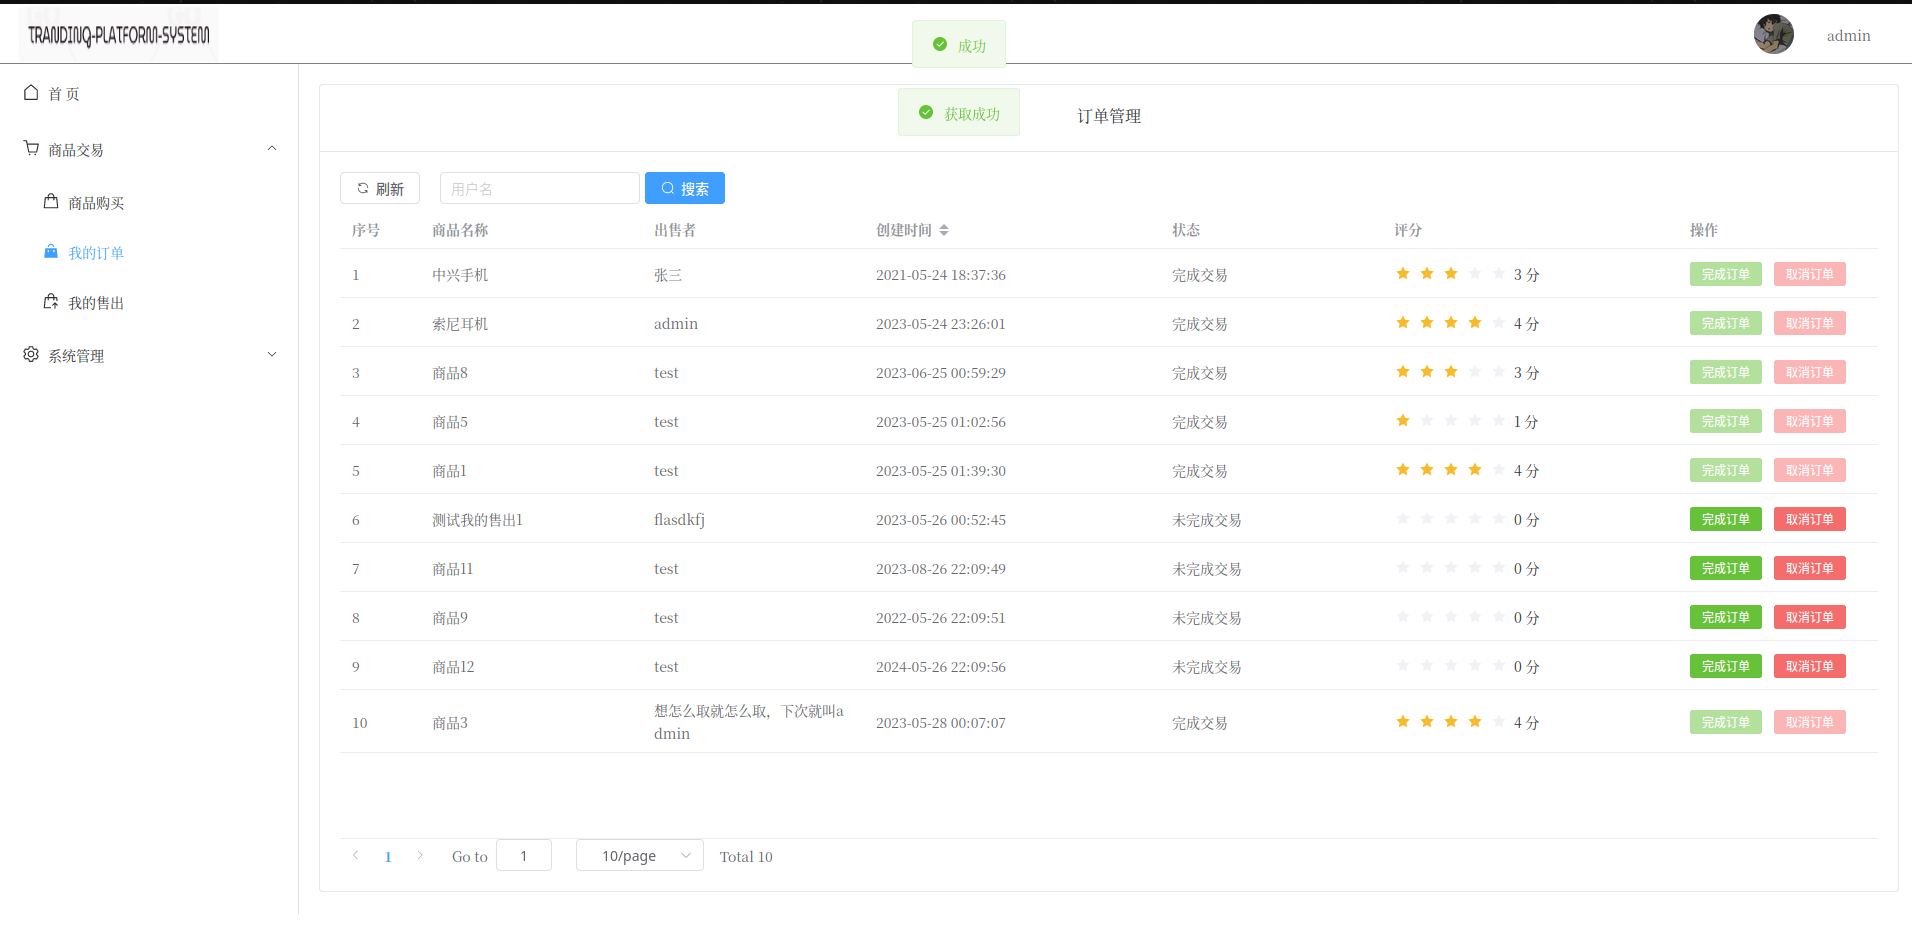 TRANDINQ-PLATFORM-SYSTEM
成功
admin
首 页
商品交易
商品购买
我的订单
我的售出
系统管理
获取成功
订单管理
刷新 用户名 搜索
序号 商品名称 出售者 创建时间 状态 评分 操作
1 中兴手机 张三 2021-05-24 18:37:36 完成交易 3 分 完成订单 取消订单
2 索尼耳机 admin 2023-05-24 23:26:01 完成交易 4 分 完成订单 取消订单
3 商品8 test 2023-06-25 00:59:29 完成交易 3 分 完成订单 取消订单
4 商品5 test 2023-05-25 01:02:56 完成交易 1 分 完成订单 取消订单
5 商品1 test 2023-05-25 01:39:30 完成交易 4 分 完成订单 取消订单
6 测试我的售出1 flasdkfj 2023-05-26 00:52:45 未完成交易 0 分 完成订单 取消订单
7 商品11 test 2023-08-26 22:09:49 未完成交易 0 分 完成订单 取消订单
8 商品9 test 2022-05-26 22:09:51 未完成交易 0 分 完成订单 取消订单
9 商品12 test 2024-05-26 22:09:56 未完成交易 0 分 完成订单 取消订单
10 商品3 想怎么取就怎么取，下次就叫a
dmin 2023-05-28 00:07:07 完成交易 4 分 完成订单 取消订单
1 Go to 1 10/page Total 10